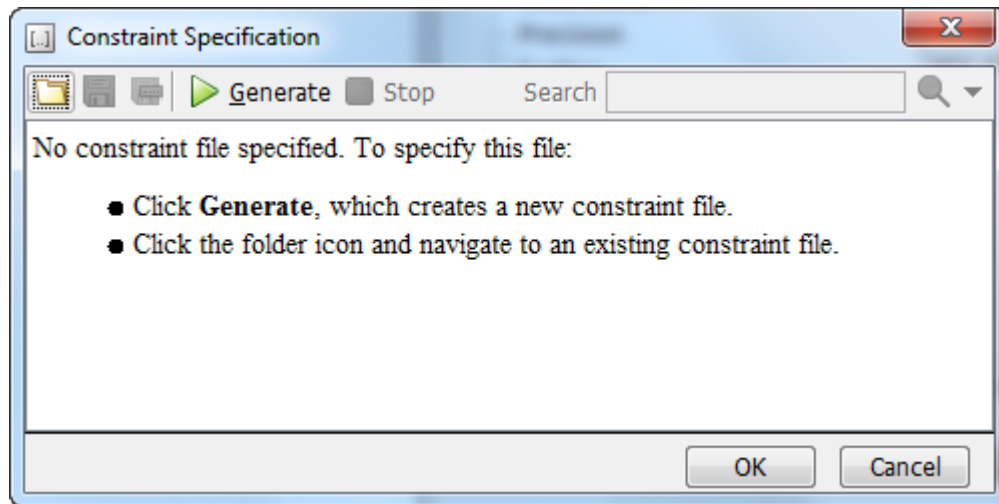 [..] Constraint Specification
Generate Stop Search
No constraint file specified. To specify this file:
● Click Generate, which creates a new constraint file.
● Click the folder icon and navigate to an existing constraint file.
OK Cancel